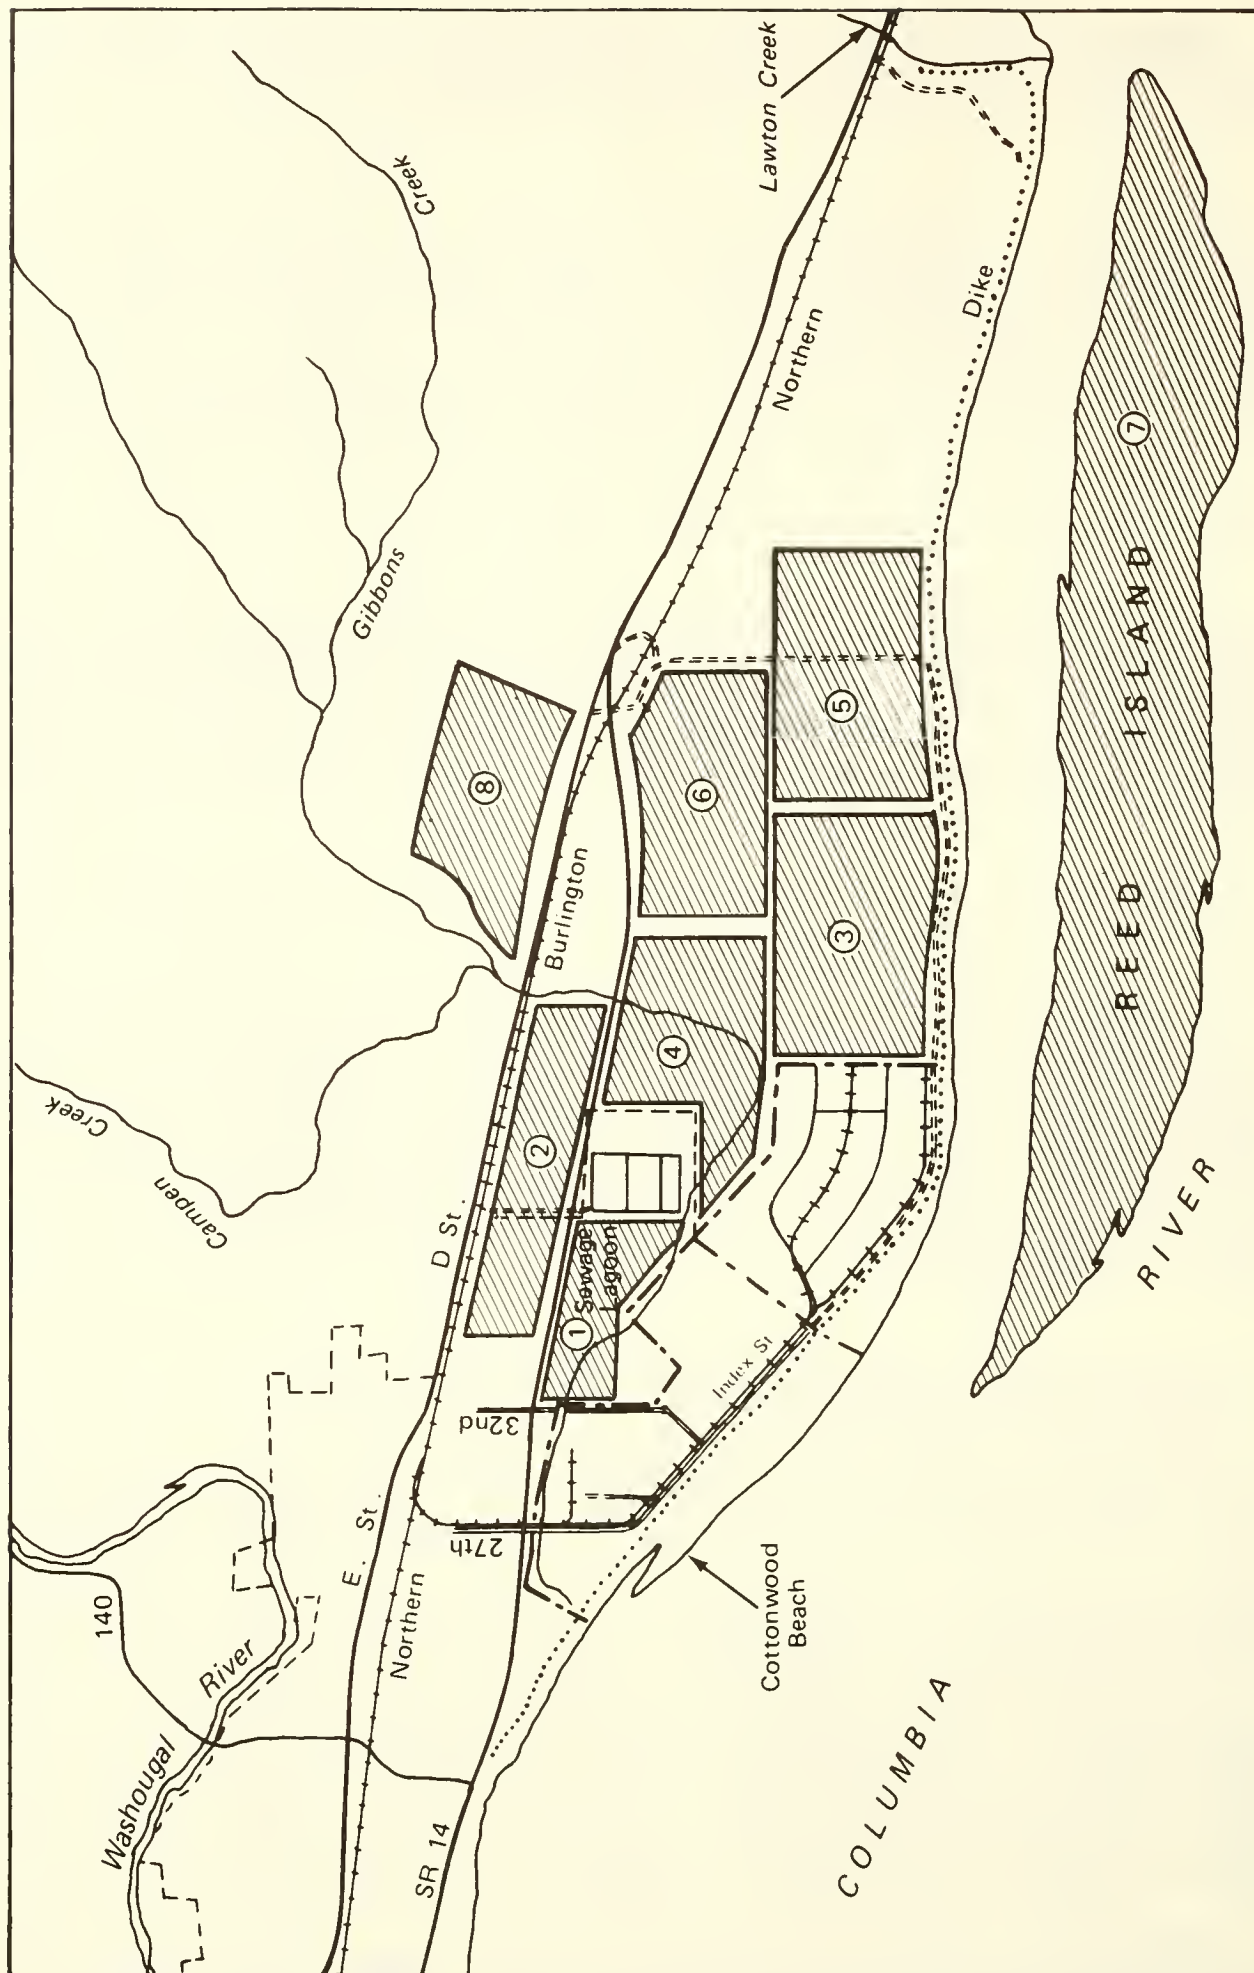 Lawton Creek
Creek
Gibbons
Northern
Dike
7
REED ISLAND
8
5
6
Burlington
3
4
2
Creek
Campen
D St.
Sewage
Lagoon
1
RIVER
Index St
32nd
27th
E. St.
Northern
140
River
Washougal
Cottonwood
Beach
SR 14
COLUMBIA